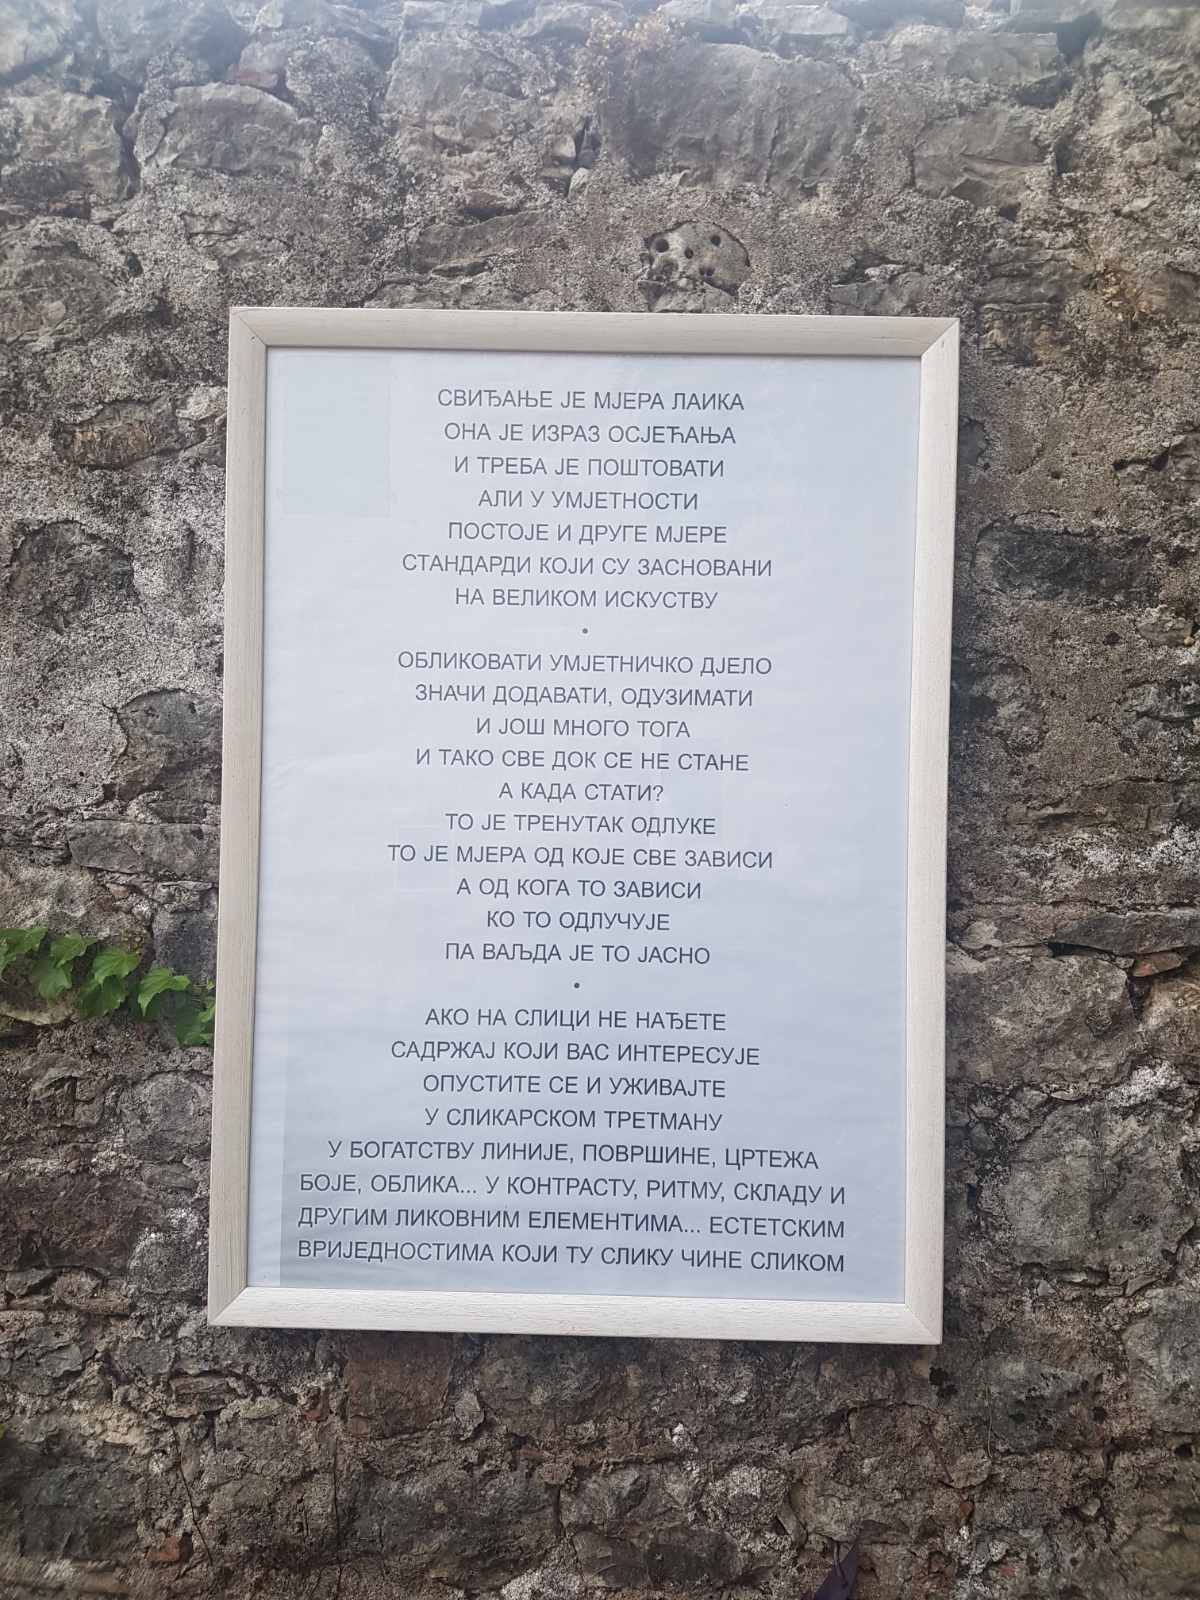 СВИЂАЊЕ ЈЕ МЈЕРА ЛАИКА
ОНА ЈЕ ИЗРАЗ ОСЈЕЋАЊА
И ТРЕБА ЈЕ ПОШТОВАТИ
АЛИ У УМЈЕТНОСТИ
ПОСТОЈЕ И ДРУГЕ МЈЕРЕ
СТАНДАРДИ КОЈИ СУ ЗАСНОВАНИ
НА ВЕЛИКОМ ИСКУСТВУ
•
ОБЛИКОВАТИ УМЈЕТНИЧКО ДЈЕЛО
ЗНАЧИ ДОДАВАТИ, ОДУЗИМАТИ
И ЈОШ МНОГО ТОГА
И ТАКО СВЕ ДОК СЕ НЕ СТАНЕ
А КАДА СТАТИ?
ТО ЈЕ ТРЕНУТАК ОДЛУКЕ
ТО ЈЕ МЈЕРА ОД КОЈЕ СВЕ ЗАВИСИ
А ОД КОГА ТО ЗАВИСИ
КО ТО ОДЛУЧУЈЕ
ПА ВАЉДА ЈЕ ТО ЈАСНО
•
АКО НА СЛИЦИ НЕ НАЂЕТЕ
САДРЖАЈ КОЈИ ВАС ИНТЕРЕСУЈЕ
ОПУСТИТЕ СЕ И УЖИВАЈТЕ
У СЛИКАРСКОМ ТРЕТМАНУ
У БОГАТСТВУ ЛИНИЈЕ, ПОВРШИНЕ, ЦРТЕЖА
БОЈЕ, ОБЛИКА... У КОНТРАСТУ, РИТМУ, СКЛАДУ И
ДРУГИМ ЛИКОВНИМ ЕЛЕМЕНТИМА... ЕСТЕТСКИМ
ВРИЈЕДНОСТИМА КОЈИ ТУ СЛИКУ ЧИНЕ СЛИКОМ